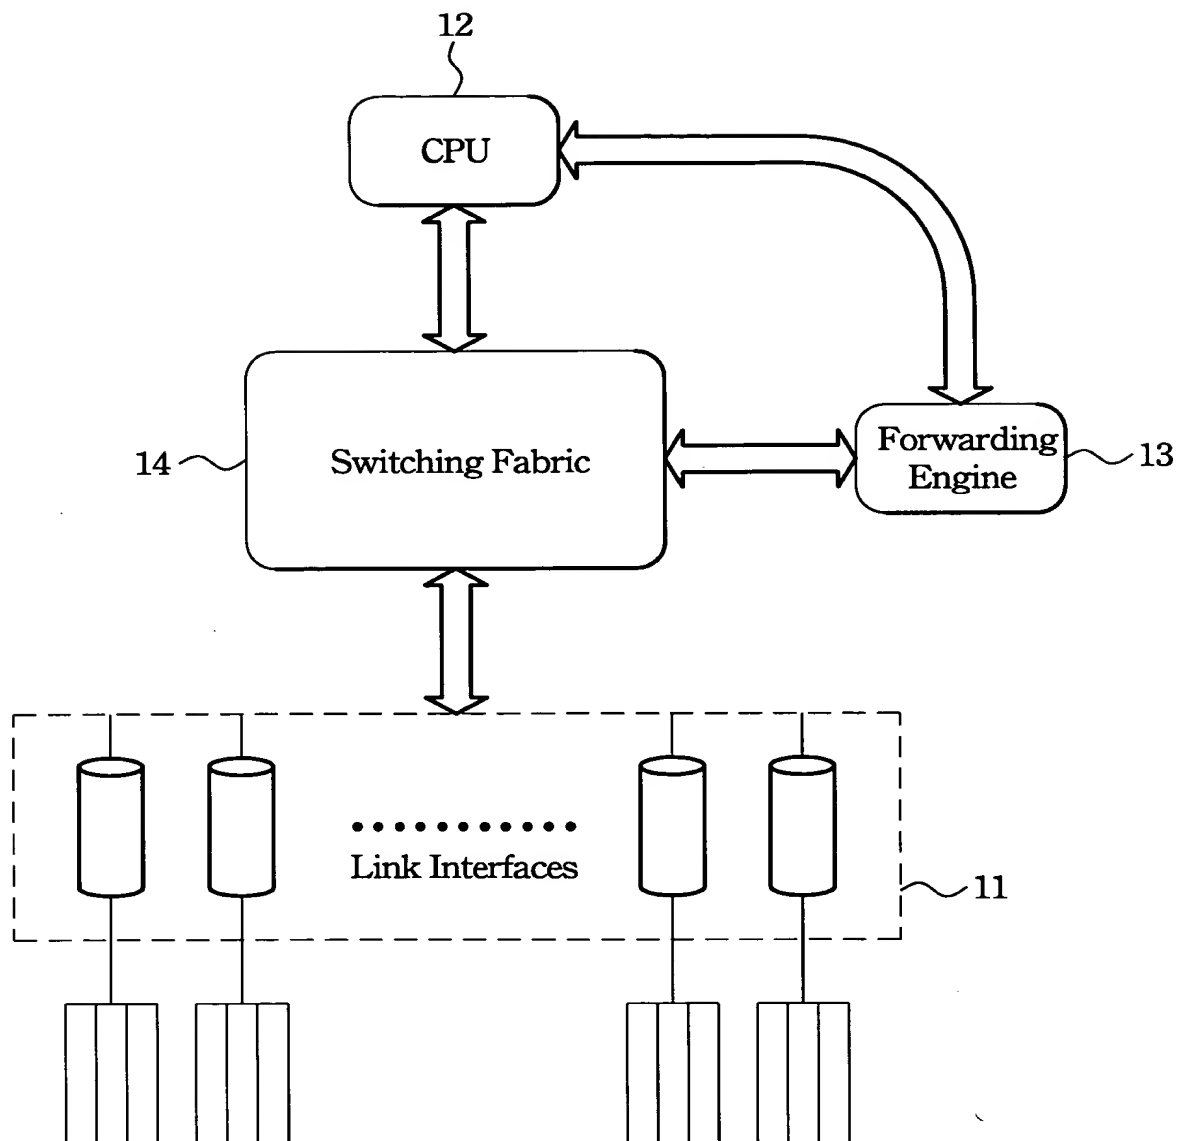 12
CPU
14
Switching Fabric
Forwarding
Engine
13
Link Interfaces
11